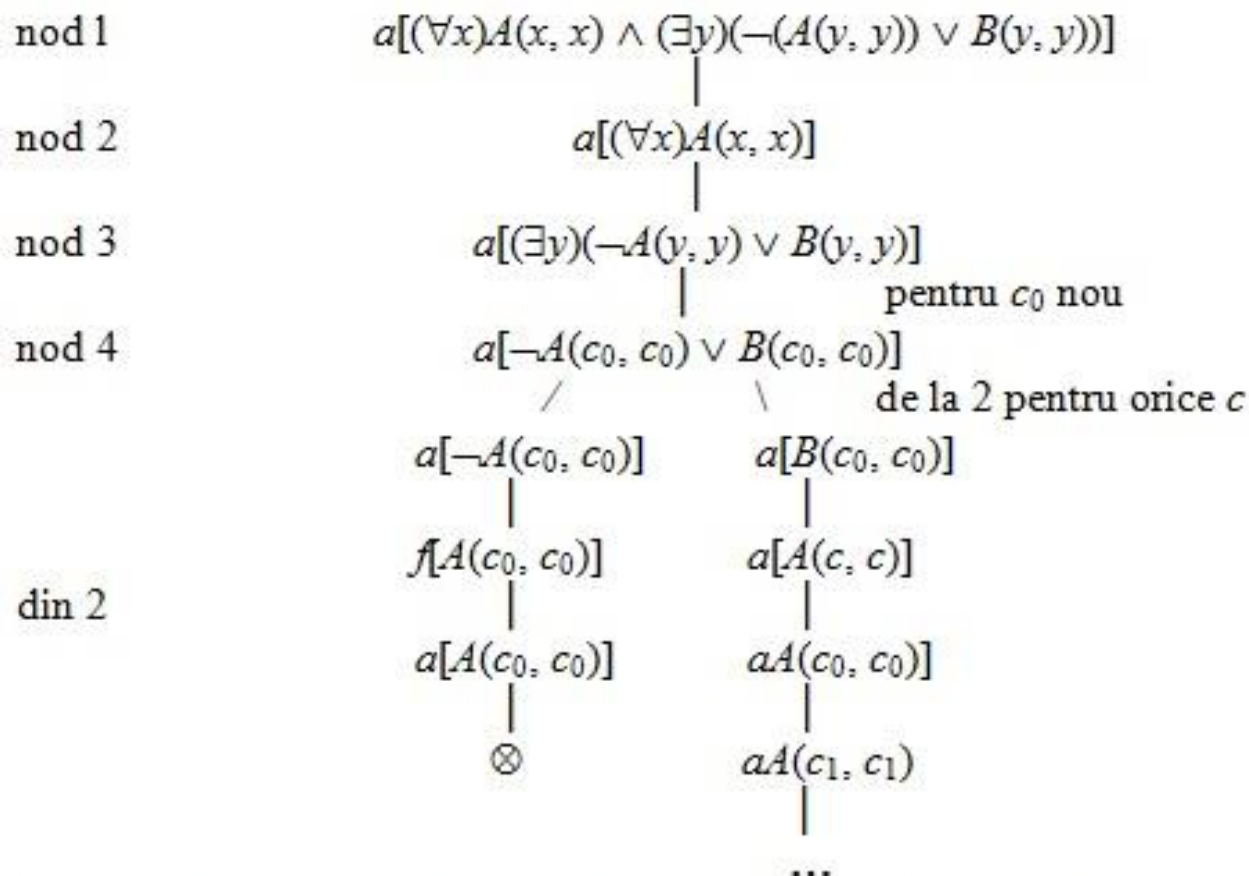 nod 1 a[(∀x)A(x, x) ∧ (∃y)(¬(A(y, y)) ∨ B(y, y))]
nod 2 a[(∀x)A(x, x)]
nod 3 a[(∃y)(¬A(y, y) ∨ B(y, y)]
pentru c₀ nou
nod 4 a[¬A(c₀, c₀) ∨ B(c₀, c₀)]
de la 2 pentru orice c
a[¬A(c₀, c₀)] a[B(c₀, c₀)]
f[A(c₀, c₀)] a[A(c, c)]
din 2
a[A(c₀, c₀)] aA(c₀, c₀)]
⊗ aA(c₁, c₁)
...